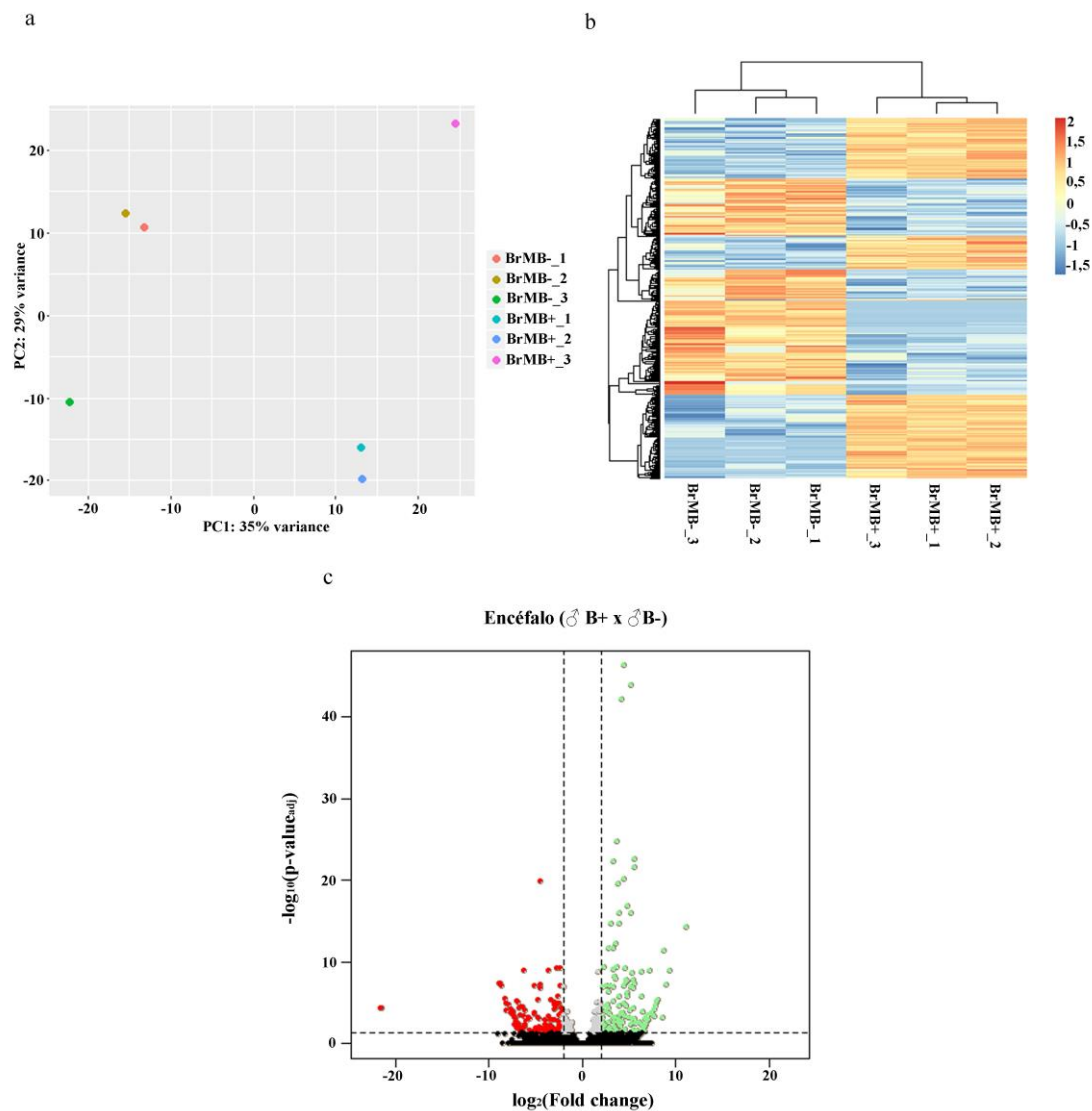 a
20
10
0
-10
-20
PC2: 29% variance
-20
-10
0
10
20
PC1: 35% variance
BrMB-_1
BrMB-_2
BrMB-_3
BrMB+_1
BrMB+_2
BrMB+_3
b
2
1,5
1
0,5
0
-0,5
-1
-1,5
BrMB-_3
BrMB-_2
BrMB-_1
BrMB+_3
BrMB+_1
BrMB+_2
c
Encéfalo (♂ B+ x ♂B-)
40
30
20
10
0
-log₁₀(p-valueadj)
-20
-10
0
10
20
log₂(Fold change)